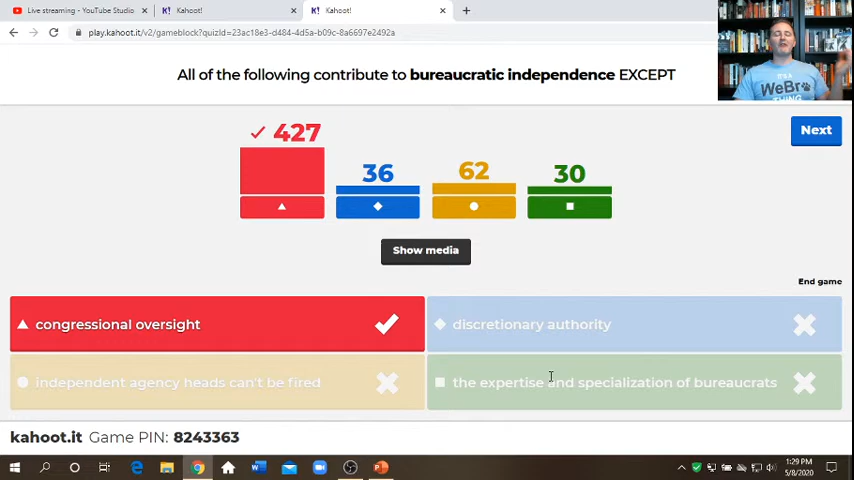 Live streaming - YouTube Studio
Kahoot!
Kahoot!
play.kahoot.it/v2/gameblock?quizId=23ac18e3-d484-4d5a-b09c-8a6697e2492a
All of the following contribute to bureaucratic independence EXCEPT
IT'S A
WeBro
THING
427
36
62
30
Next
Show media
End game
congressional oversight
discretionary authority
independent agency heads can't be fired
the expertise and specialization of bureaucrats
kahoot.it Game PIN: 8243363
1:29 PM
5/8/2020